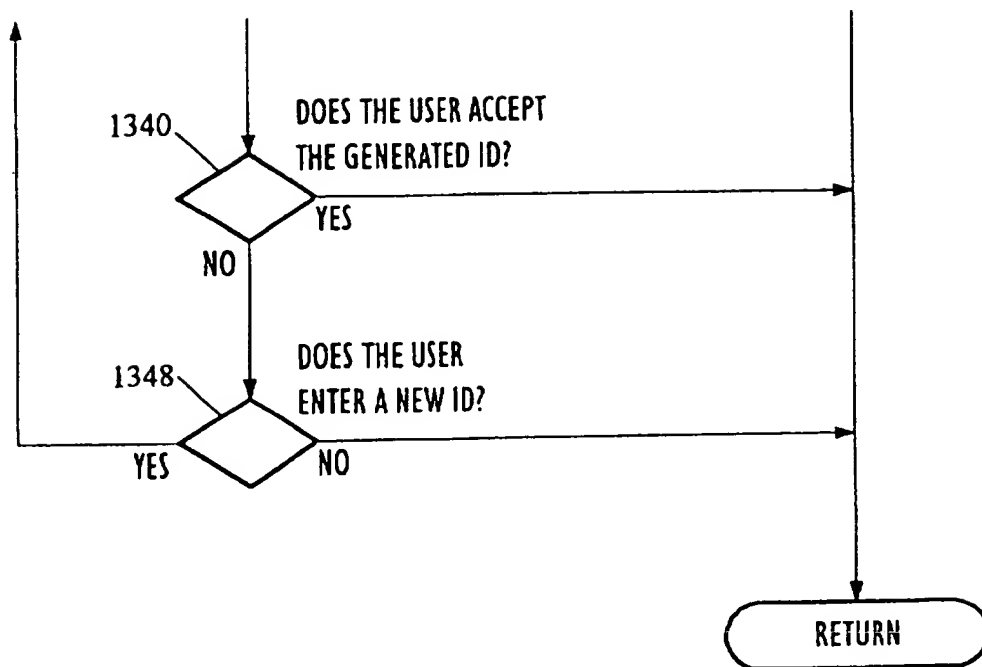 DOES THE USER ACCEPT
THE GENERATED ID?
1340
YES
NO
DOES THE USER
ENTER A NEW ID?
1348
YES
NO
RETURN